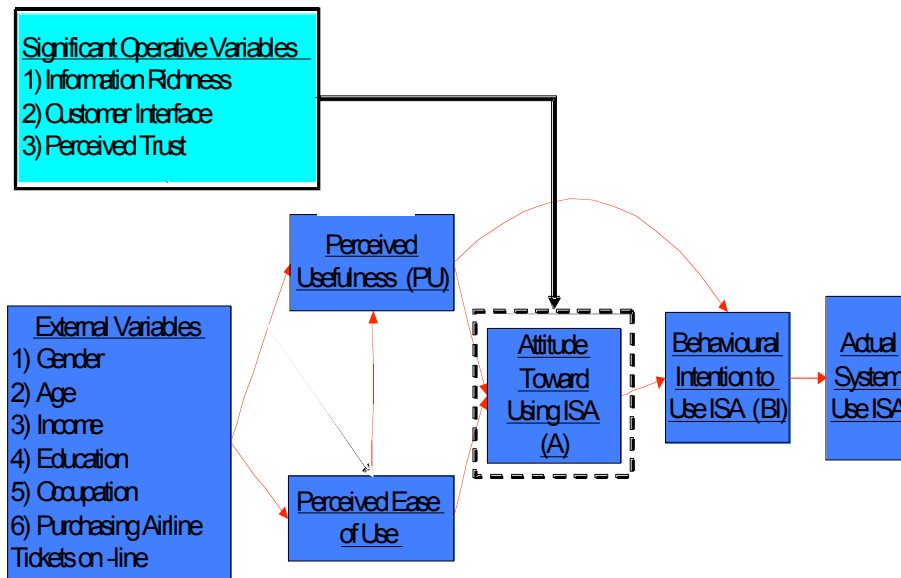 Significant Operative Variables
1) Information Richness
2) Customer Interface
3) Perceived Trust
Perceived
Usefulness (PU)
External Variables
1) Gender
2) Age
3) Income
4) Education
5) Occupation
6) Purchasing Airline
Tickets on -line
Perceived Ease
of Use
Attitude
Toward
Using ISA
(A)
Behavioural
Intention to
Use ISA (BI)
Actual
System
Use ISA